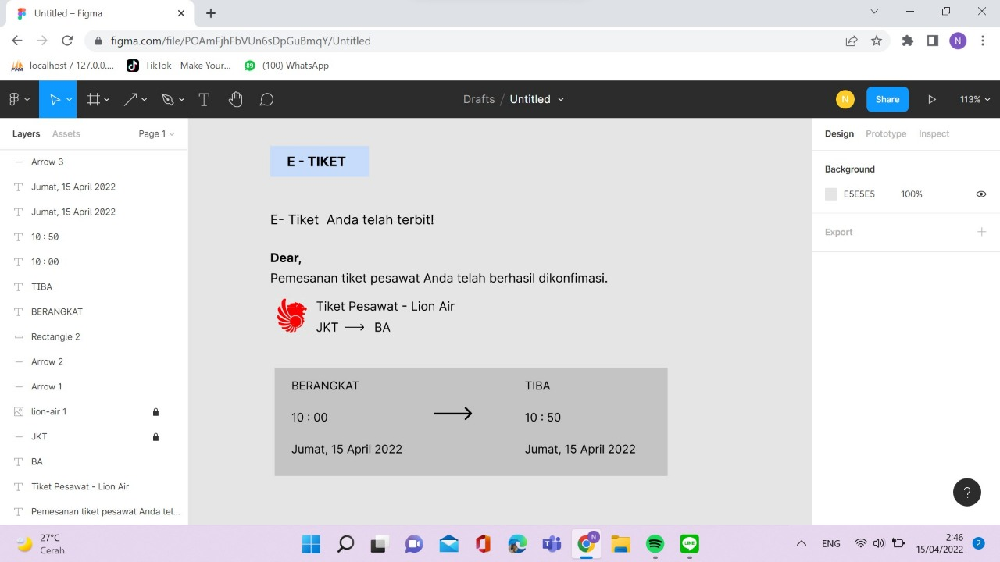 Untitled – Figma
figma.com/file/POAmFjhFbVUn6sDpGuBmqY/Untitled
N
PMA localhost / 127.0.0.... TikTok - Make Your... 89 (100) WhatsApp
Drafts / Untitled
N Share 113%
Layers Assets Page 1
Arrow 3
Jumat, 15 April 2022
Jumat, 15 April 2022
10 : 50
10 : 00
TIBA
BERANGKAT
Rectangle 2
Arrow 2
Arrow 1
lion-air 1
JKT
BA
Tiket Pesawat - Lion Air
Pemesanan tiket pesawat Anda tel...
E - TIKET
E- Tiket Anda telah terbit!
Dear,
Pemesanan tiket pesawat Anda telah berhasil dikonfimasi.
Tiket Pesawat - Lion Air
JKT BA
BERANGKAT TIBA
10 : 00 10 : 50
Jumat, 15 April 2022 Jumat, 15 April 2022
Design Prototype Inspect
Background
E5E5E5 100%
Export
?
27°C
Cerah
N
LINE
ENG
2:46
15/04/2022
2